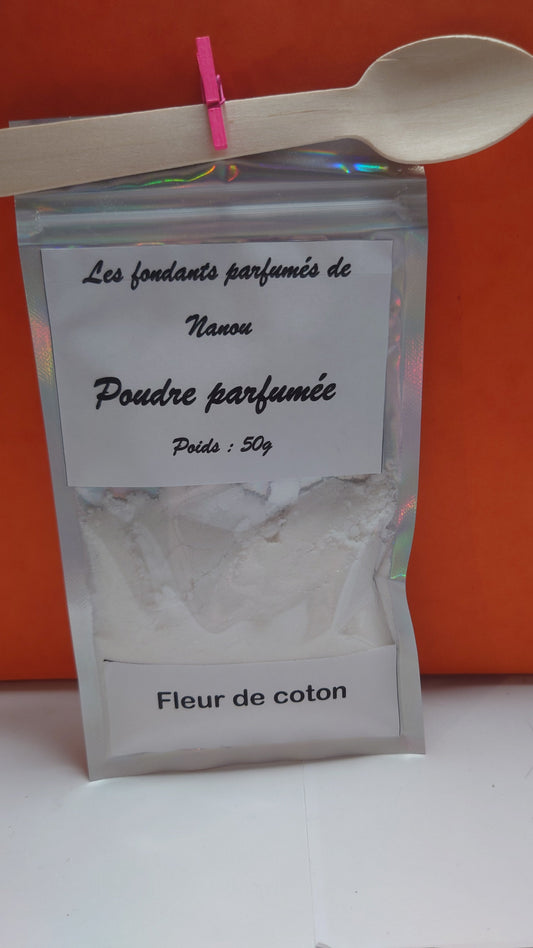 Les fondants parfumés de
Nanou
Poudre parfumée
Poids : 50g
Fleur de coton